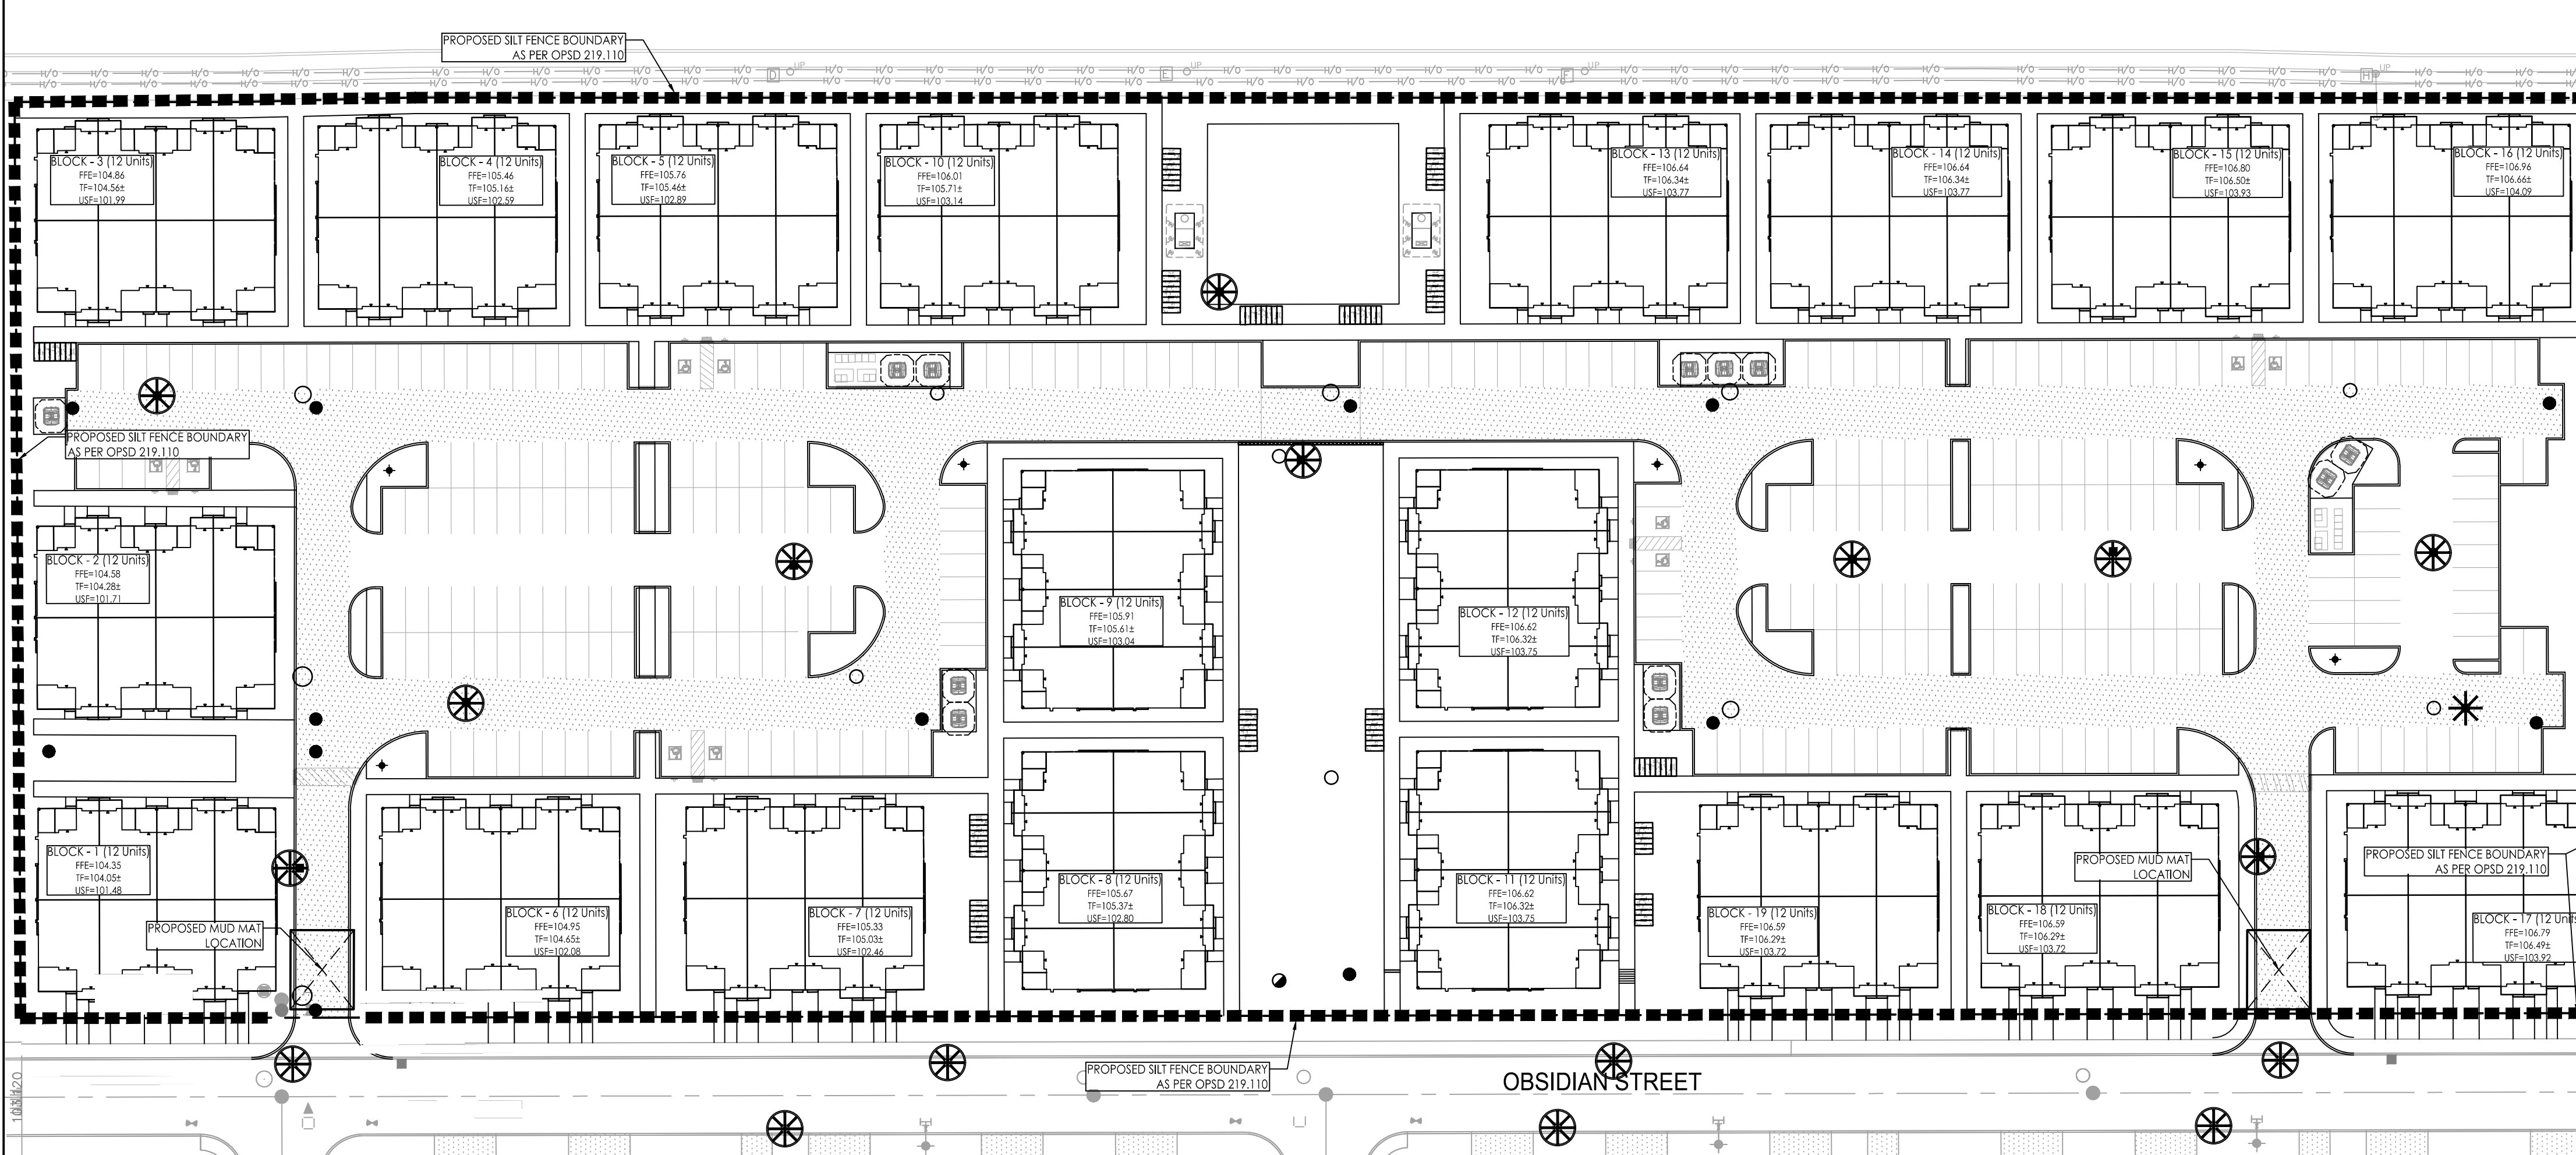 PROPOSED SILT FENCE BOUNDARY
AS PER OPSD 219.110
H/O H/O H/O H/O H/O H/O H/O H/O
D UP
E UP
F UP
H UP
BLOCK - 3 (12 Units)
FFE=104.86
TF=104.56±
USF=101.99
BLOCK - 4 (12 Units)
FFE=105.46
TF=105.16±
USF=102.59
BLOCK - 5 (12 Units)
FFE=105.76
TF=105.46±
USF=102.89
BLOCK - 10 (12 Units)
FFE=106.01
TF=105.71±
USF=103.14
BLOCK - 13 (12 Units)
FFE=106.64
TF=106.34±
USF=103.77
BLOCK - 14 (12 Units)
FFE=106.64
TF=106.34±
USF=103.77
BLOCK - 15 (12 Units)
FFE=106.80
TF=106.50±
USF=103.93
BLOCK - 16 (12 Units)
FFE=106.96
TF=106.66±
USF=104.09
PROPOSED SILT FENCE BOUNDARY
AS PER OPSD 219.110
BLOCK - 2 (12 Units)
FFE=104.58
TF=104.28±
USF=101.71
BLOCK - 9 (12 Units)
FFE=105.91
TF=105.61±
USF=103.04
BLOCK - 12 (12 Units)
FFE=106.62
TF=106.32±
USF=103.75
BLOCK - 1 (12 Units)
FFE=104.35
TF=104.05±
USF=101.48
PROPOSED MUD MAT
LOCATION
BLOCK - 6 (12 Units)
FFE=104.95
TF=104.65±
USF=102.08
BLOCK - 7 (12 Units)
FFE=105.33
TF=105.03±
USF=102.46
BLOCK - 8 (12 Units)
FFE=105.67
TF=105.37±
USF=102.80
BLOCK - 11 (12 Units)
FFE=106.62
TF=106.32±
USF=103.75
BLOCK - 19 (12 Units)
FFE=106.59
TF=106.29±
USF=103.72
BLOCK - 18 (12 Units)
FFE=106.59
TF=106.29±
USF=103.72
PROPOSED MUD MAT
LOCATION
PROPOSED SILT FENCE BOUNDARY
AS PER OPSD 219.110
BLOCK - 17 (12 Units
FFE=106.79
TF=106.49±
USF=103.92
PROPOSED SILT FENCE BOUNDARY
AS PER OPSD 219.110
OBSIDIAN STREET